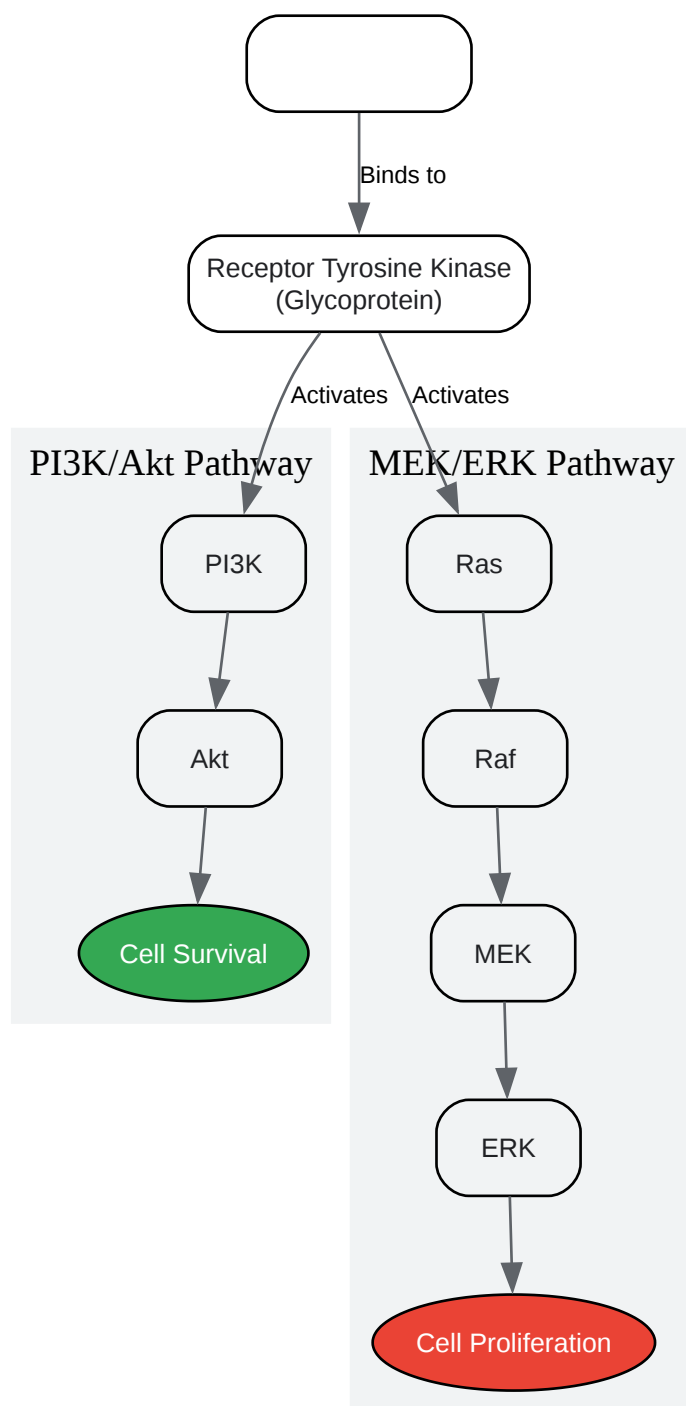 Binds to
Receptor Tyrosine Kinase
(Glycoprotein)
Activates
Activates
PI3K/Akt Pathway
MEK/ERK Pathway
PI3K
Ras
Akt
Raf
Cell Survival
MEK
ERK
Cell Proliferation